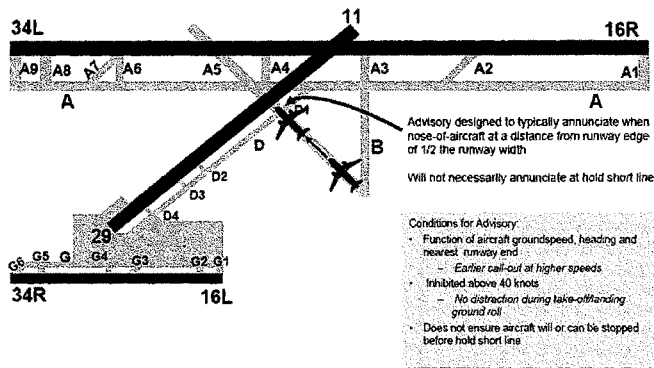 34L
11
16R
A9
A8
A7
A6
A5
A4
A3
A2
A1
A
A
D1
D
B
D2
D3
D4
29
Advisory designed to typically annunciate when
nose-of-aircraft at a distance from runway edge
of 1/2 the runway width
Will not necessarily annunciate at hold short line
G6
G5
G
G4
G3
G2
G1
34R
16L
Conditions for Advisory:
• Function of aircraft groundspeed, heading and
nearest runway end
– Earlier call-out at higher speeds
• Inhibited above 40 knots
– No distraction during take-off/landing
ground roll
• Does not ensure aircraft will or can be stopped
before hold short line